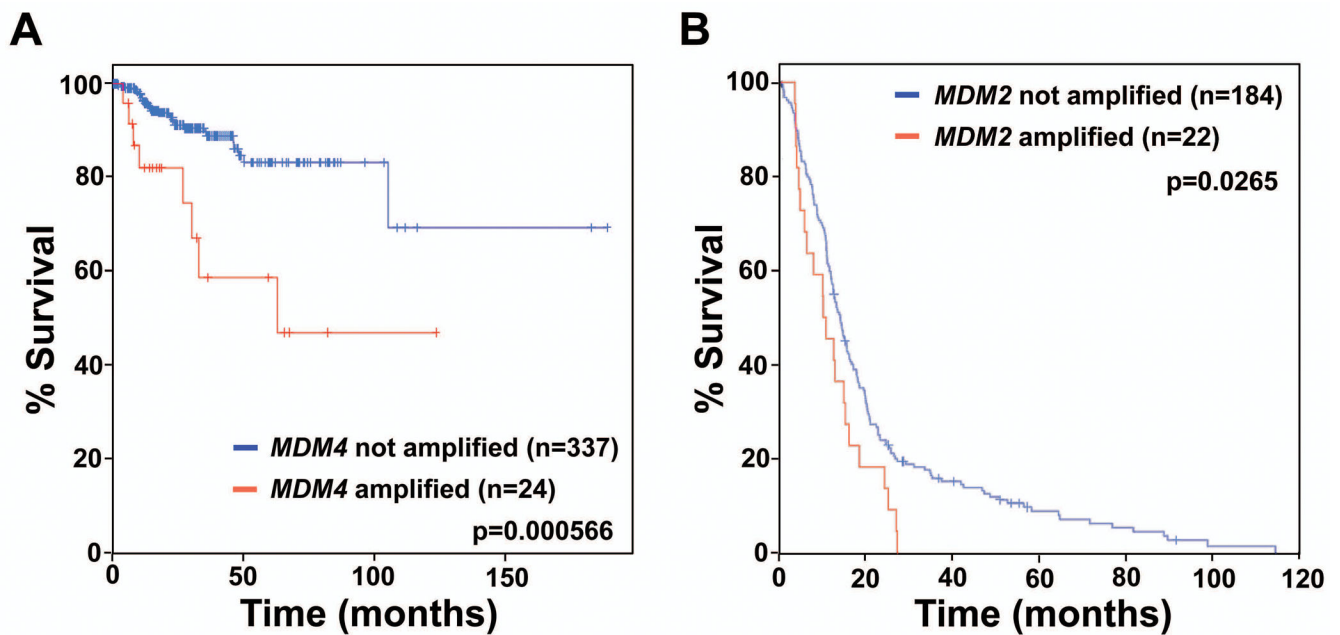 A
% Survival
100
80
60
40
20
0
MDM4 not amplified (n=337)
MDM4 amplified (n=24)
p=0.000566
0 50 100 150
Time (months)
B
% Survival
100
80
60
40
20
0
MDM2 not amplified (n=184)
MDM2 amplified (n=22)
p=0.0265
0 20 40 60 80 100 120
Time (months)